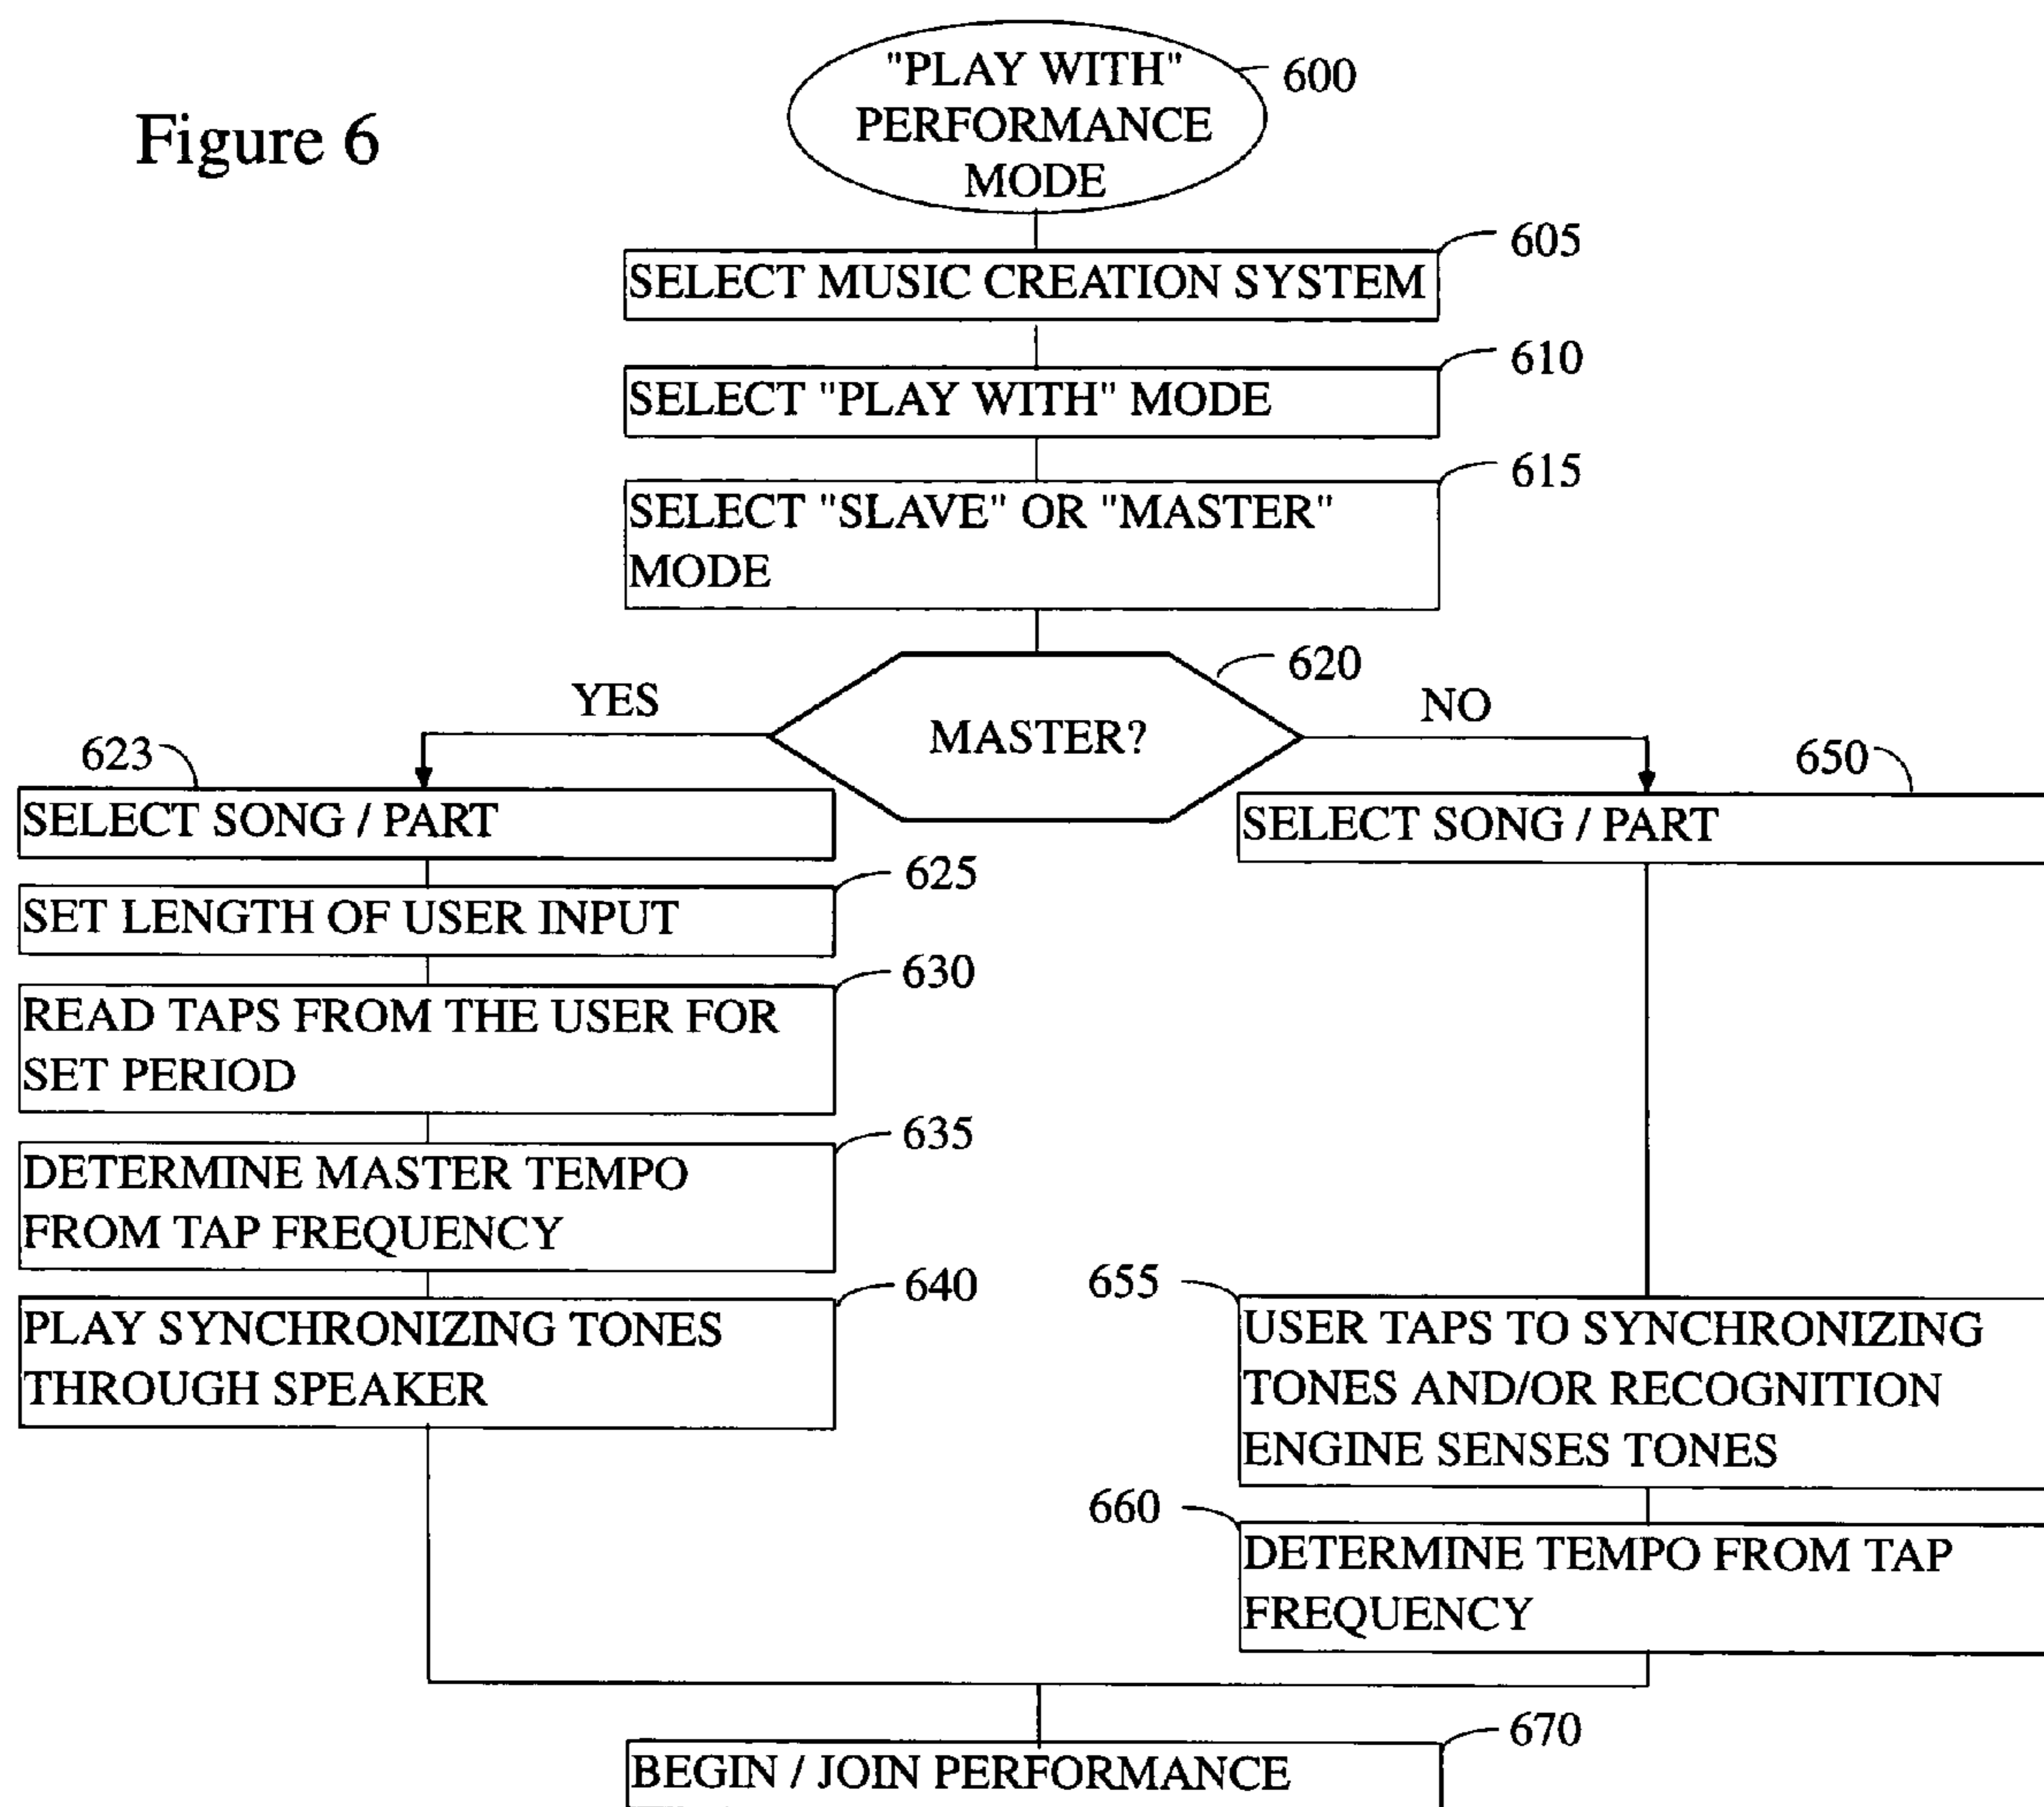 Figure 6
"PLAY WITH"
PERFORMANCE
MODE
600
605
SELECT MUSIC CREATION SYSTEM
610
SELECT "PLAY WITH" MODE
615
SELECT "SLAVE" OR "MASTER"
MODE
620
MASTER?
YES
NO
623
SELECT SONG / PART
625
SET LENGTH OF USER INPUT
630
READ TAPS FROM THE USER FOR
SET PERIOD
635
DETERMINE MASTER TEMPO
FROM TAP FREQUENCY
640
PLAY SYNCHRONIZING TONES
THROUGH SPEAKER
650
SELECT SONG / PART
655
USER TAPS TO SYNCHRONIZING
TONES AND/OR RECOGNITION
ENGINE SENSES TONES
660
DETERMINE TEMPO FROM TAP
FREQUENCY
670
BEGIN / JOIN PERFORMANCE